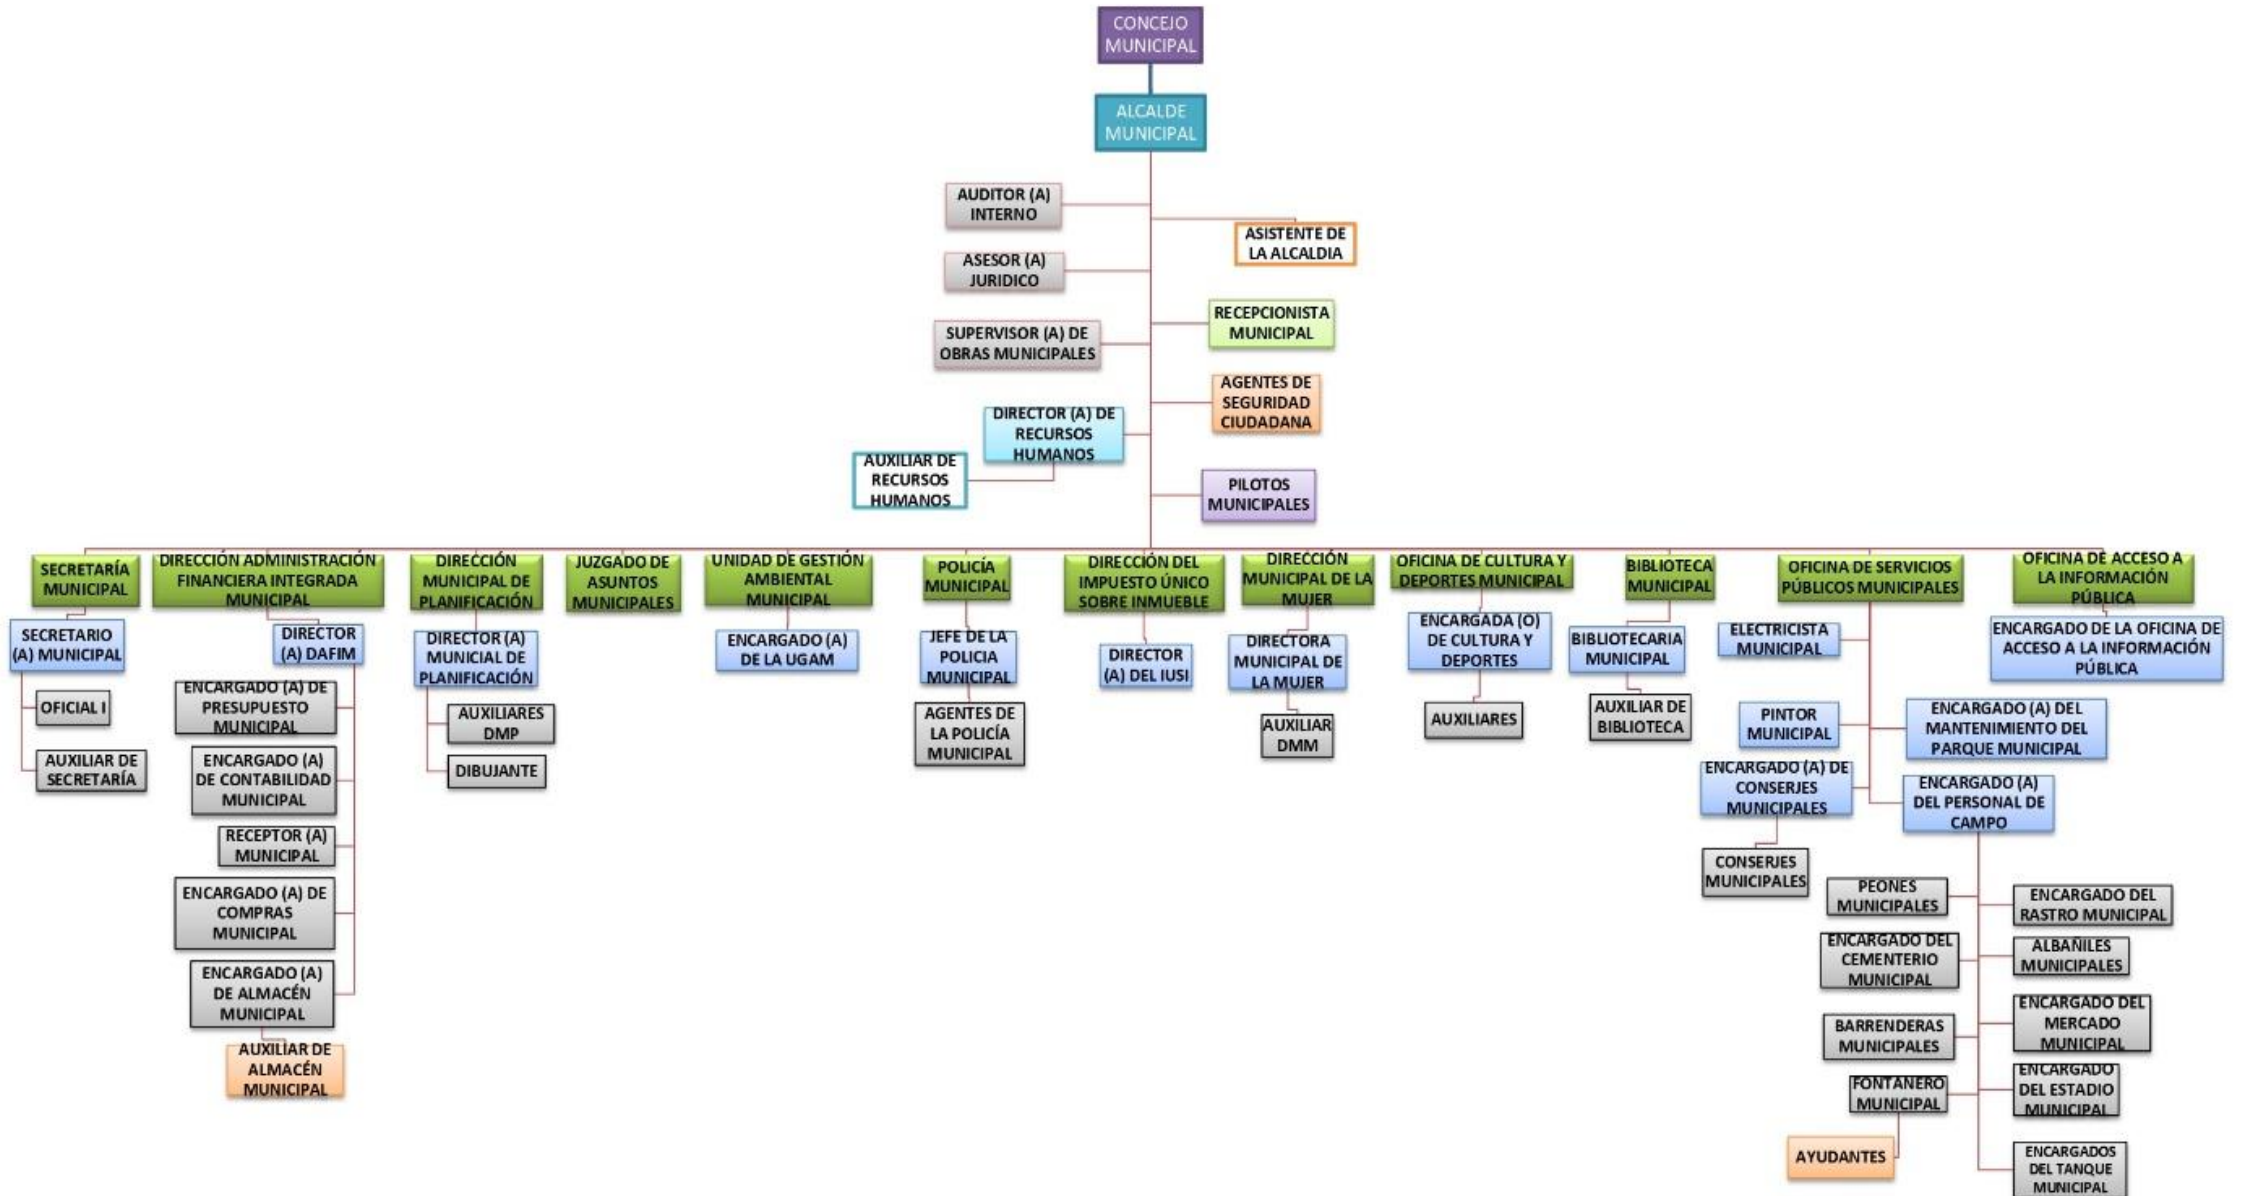 CONCEJO
MUNICIPAL
ALCALDE
MUNICIPAL
AUDITOR (A)
INTERNO
ASISTENTE DE
LA ALCALDIA
ASESOR (A)
JURIDICO
RECEPCIONISTA
MUNICIPAL
SUPERVISOR (A) DE
OBRAS MUNICIPALES
AGENTES DE
SEGURIDAD
CIUDADANA
DIRECTOR (A) DE
RECURSOS
HUMANOS
AUXILIAR DE
RECURSOS
HUMANOS
PILOTOS
MUNICIPALES
SECRETARÍA
MUNICIPAL
DIRECCIÓN ADMINISTRACIÓN
FINANCIERA INTEGRADA
MUNICIPAL
DIRECCIÓN
MUNICIPAL DE
PLANIFICACIÓN
JUZGADO DE
ASUNTOS
MUNICIPALES
UNIDAD DE GESTIÓN
AMBIENTAL
MUNICIPAL
POLICÍA
MUNICIPAL
DIRECCIÓN DEL
IMPUESTO ÚNICO
SOBRE INMUEBLE
DIRECCIÓN
MUNICIPAL DE LA
MUJER
OFICINA DE CULTURA Y
DEPORTES MUNICIPAL
BIBLIOTECA
MUNICIPAL
OFICINA DE SERVICIOS
PÚBLICOS MUNICIPALES
OFICINA DE ACCESO A
LA INFORMACIÓN
PÚBLICA
SECRETARIO
(A) MUNICIPAL
OFICIAL I
AUXILIAR DE
SECRETARÍA
DIRECTOR
(A) DAFIM
ENCARGADO (A) DE
PRESUPUESTO
MUNICIPAL
ENCARGADO (A)
DE CONTABILIDAD
MUNICIPAL
RECEPTOR (A)
MUNICIPAL
ENCARGADO (A) DE
COMPRAS
MUNICIPAL
ENCARGADO (A)
DE ALMACÉN
MUNICIPAL
AUXILIAR DE
ALMACÉN
MUNICIPAL
DIRECTOR (A)
MUNICIAL DE
PLANIFICACIÓN
AUXILIARES
DMP
DIBUJANTE
ENCARGADO (A)
DE LA UGAM
JEFE DE LA
POLICIA
MUNICIPAL
AGENTES DE
LA POLICÍA
MUNICIPAL
DIRECTOR
(A) DEL IUSI
DIRECTORA
MUNICIPAL DE
LA MUJER
AUXILIAR
DMM
ENCARGADA (O)
DE CULTURA Y
DEPORTES
AUXILIARES
BIBLIOTECARIA
MUNICIPAL
AUXILIAR DE
BIBLIOTECA
ELECTRICISTA
MUNICIPAL
PINTOR
MUNICIPAL
ENCARGADO (A) DEL
MANTENIMIENTO DEL
PARQUE MUNICIPAL
ENCARGADO (A) DE
CONSERJES
MUNICIPALES
CONSERJES
MUNICIPALES
ENCARGADO (A)
DEL PERSONAL DE
CAMPO
PEONES
MUNICIPALES
ENCARGADO DEL
RASTRO MUNICIPAL
ENCARGADO DEL
CEMENTERIO
MUNICIPAL
ALBAÑILES
MUNICIPALES
BARRENDERAS
MUNICIPALES
ENCARGADO DEL
MERCADO
MUNICIPAL
FONTANERO
MUNICIPAL
ENCARGADO
DEL ESTADIO
MUNICIPAL
AYUDANTES
ENCARGADOS
DEL TANQUE
MUNICIPAL
ENCARGADO DE LA OFICINA DE
ACCESO A LA INFORMACIÓN
PÚBLICA